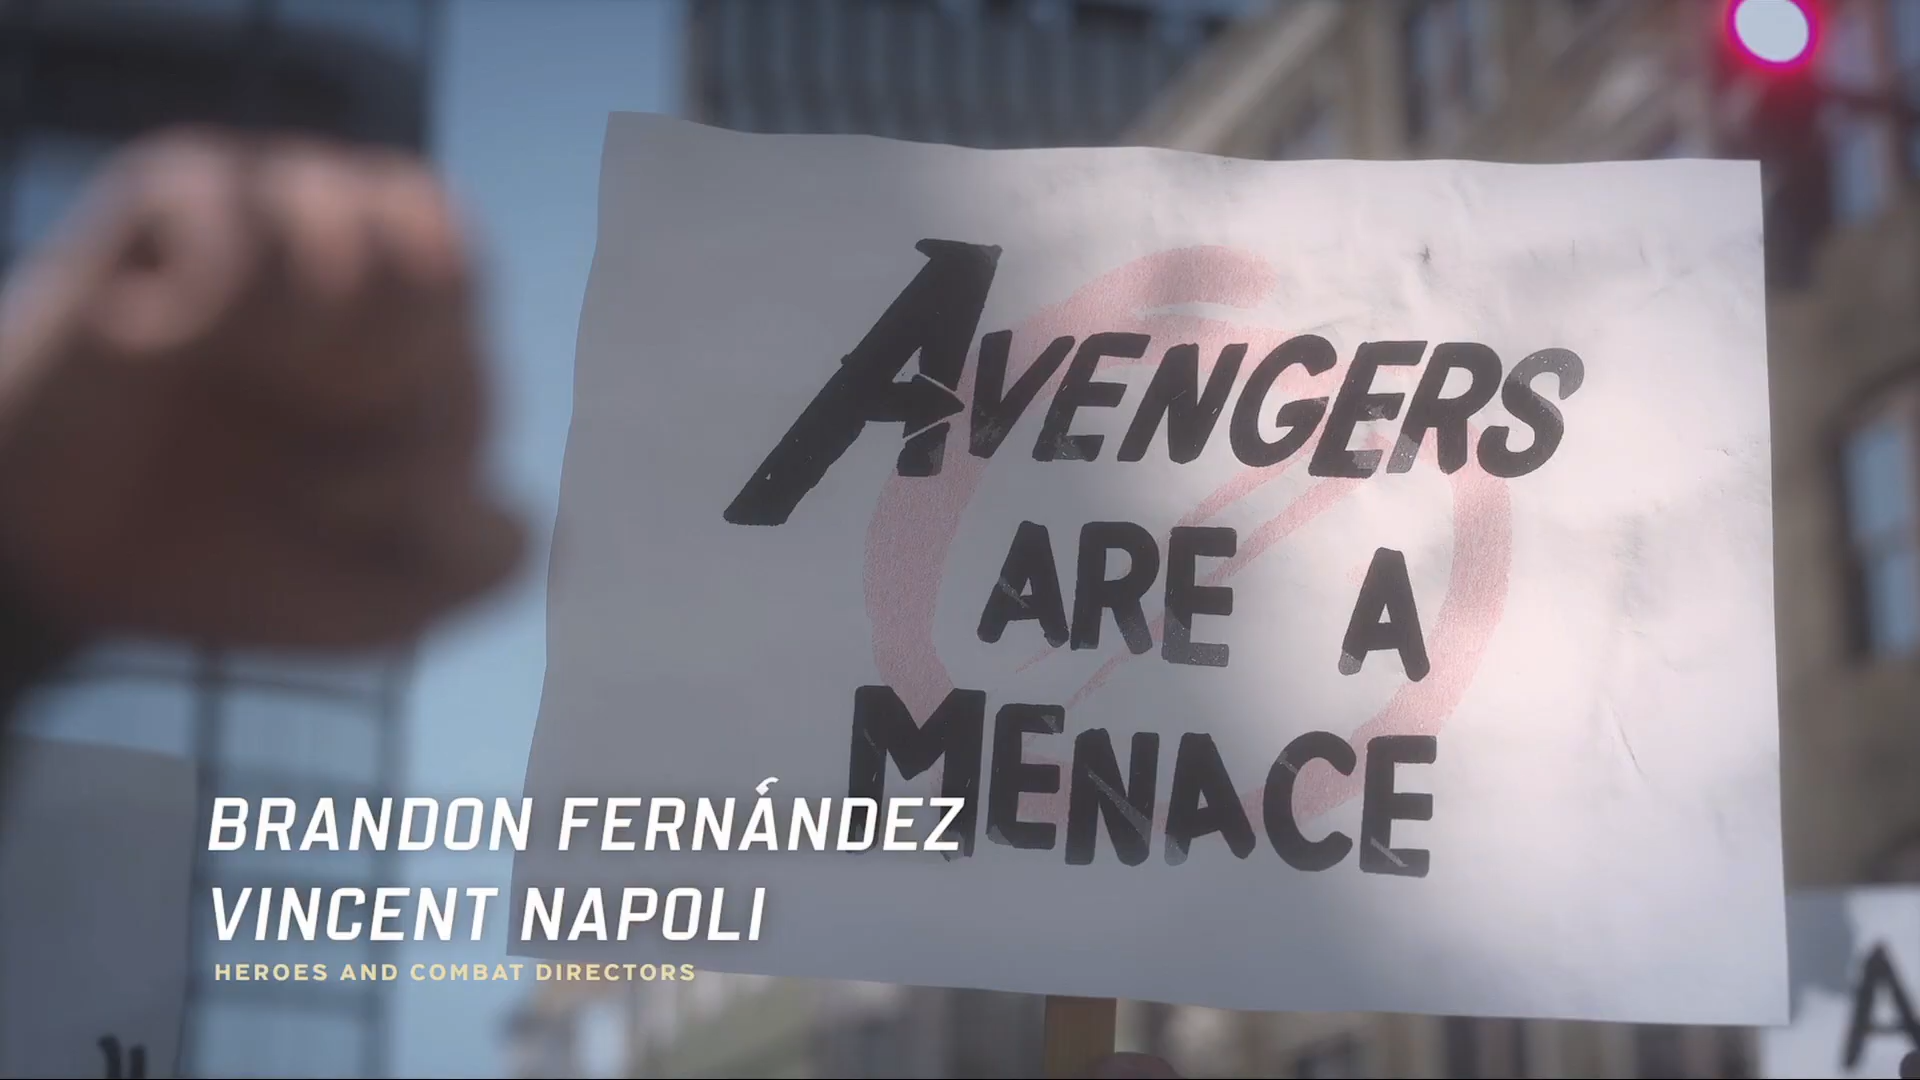 AVENGERS
ARE A
MENACE
BRANDON FERNÁNDEZ
VINCENT NAPOLI
HEROES AND COMBAT DIRECTORS
A